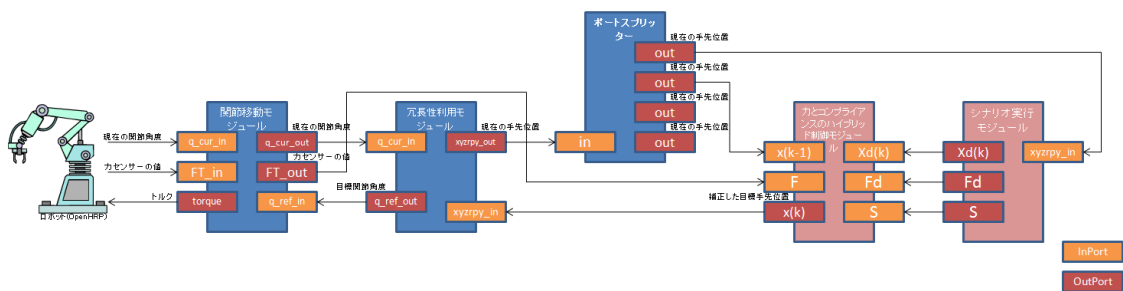 ポートスプリッ
ター
現在の手先位置
out
現在の手先位置
out
現在の手先位置
out
現在の手先位置
in
out
関節移動モ
ジュール
現在の関節角度
q_cur_in
現在の関節角度
q_cur_out
力センサーの値
FT_in
力センサーの値
FT_out
トルク
torque
目標関節角度
q_ref_in
ロボット(OpenHRP)
冗長性利用モ
ジュール
q_cur_in
現在の手先位置
xyzrpy_out
q_ref_out
xyzrpy_in
補正した目標手先位置
力とコンプライア
ンスのハイブリッ
ド制御モジュー
ル
x(k-1)
Xd(k)
F
Fd
x(k)
S
シナリオ実行
モジュール
Xd(k)
xyzrpy_in
Fd
S
InPort
OutPort